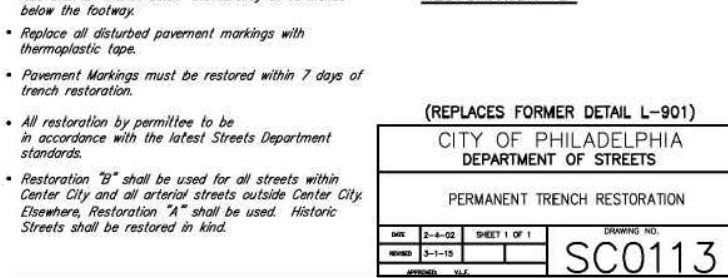 below the footway.
• Replace all disturbed pavement markings with
thermoplastic tape.
• Pavement Markings must be restored within 7 days of
trench restoration.
• All restoration by permittee to be
in accordance with the latest Streets Department
standards.
• Restoration "B" shall be used for all streets within
Center City and all arterial streets outside Center City.
Elsewhere, Restoration "A" shall be used. Historic
Streets shall be restored in kind.
(REPLACES FORMER DETAIL L-901)
CITY OF PHILADELPHIA
DEPARTMENT OF STREETS
PERMANENT TRENCH RESTORATION
DATE 2-4-02 SHEET 1 OF 1
REVISED 3-1-15
APPROVED: V.L.F.
DRAWING NO.
SC0113